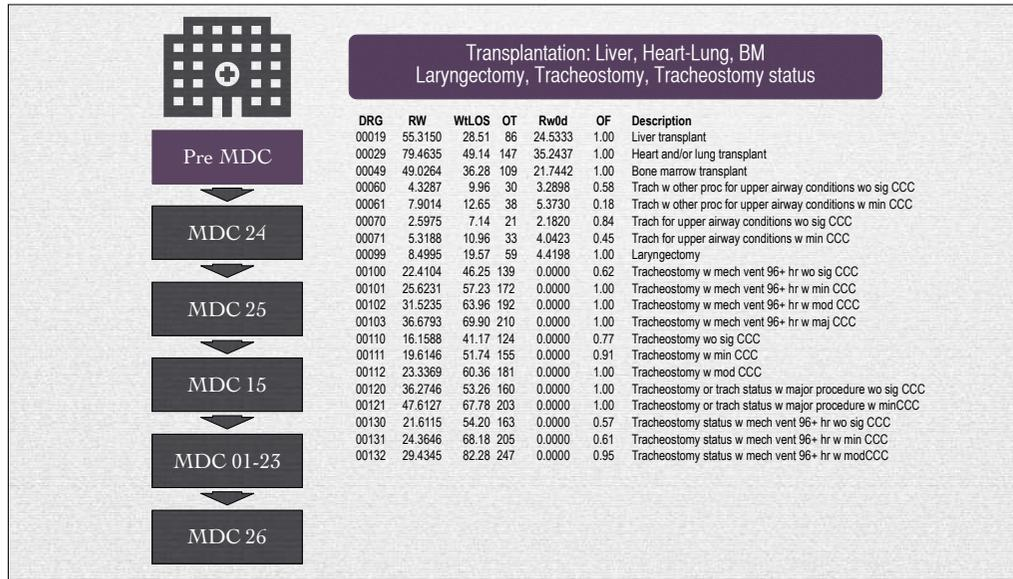 Transplantation: Liver, Heart-Lung, BM
Laryngectomy, Tracheostomy, Tracheostomy status
Pre MDC
MDC 24
MDC 25
MDC 15
MDC 01-23
MDC 26
DRG RW WtLOS OT Rw0d OF Description
00019 55.3150 28.51 86 24.5333 1.00 Liver transplant
00029 79.4635 49.14 147 35.2437 1.00 Heart and/or lung transplant
00049 49.0264 36.28 109 21.7442 1.00 Bone marrow transplant
00060 4.3287 9.96 30 3.2898 0.58 Trach w other proc for upper airway conditions wo sig CCC
00061 7.9014 12.65 38 5.3730 0.18 Trach w other proc for upper airway conditions w min CCC
00070 2.5975 7.14 21 2.1820 0.84 Trach for upper airway conditions wo sig CCC
00071 5.3188 10.96 33 4.0423 0.45 Trach for upper airway conditions w min CCC
00099 8.4995 19.57 59 4.4198 1.00 Laryngectomy
00100 22.4104 46.25 139 0.0000 0.62 Tracheostomy w mech vent 96+ hr wo sig CCC
00101 25.6231 57.23 172 0.0000 1.00 Tracheostomy w mech vent 96+ hr w min CCC
00102 31.5235 63.96 192 0.0000 1.00 Tracheostomy w mech vent 96+ hr w mod CCC
00103 36.6793 69.90 210 0.0000 1.00 Tracheostomy w mech vent 96+ hr w maj CCC
00110 16.1588 41.17 124 0.0000 0.77 Tracheostomy wo sig CCC
00111 19.6146 51.74 155 0.0000 0.91 Tracheostomy w min CCC
00112 23.3369 60.36 181 0.0000 1.00 Tracheostomy w mod CCC
00120 36.2746 53.26 160 0.0000 1.00 Tracheostomy or trach status w major procedure wo sig CCC
00121 47.6127 67.78 203 0.0000 1.00 Tracheostomy or trach status w major procedure w minCCC
00130 21.6115 54.20 163 0.0000 0.57 Tracheostomy status w mech vent 96+ hr wo sig CCC
00131 24.3646 68.18 205 0.0000 0.61 Tracheostomy status w mech vent 96+ hr w min CCC
00132 29.4345 82.28 247 0.0000 0.95 Tracheostomy status w mech vent 96+ hr w modCCC